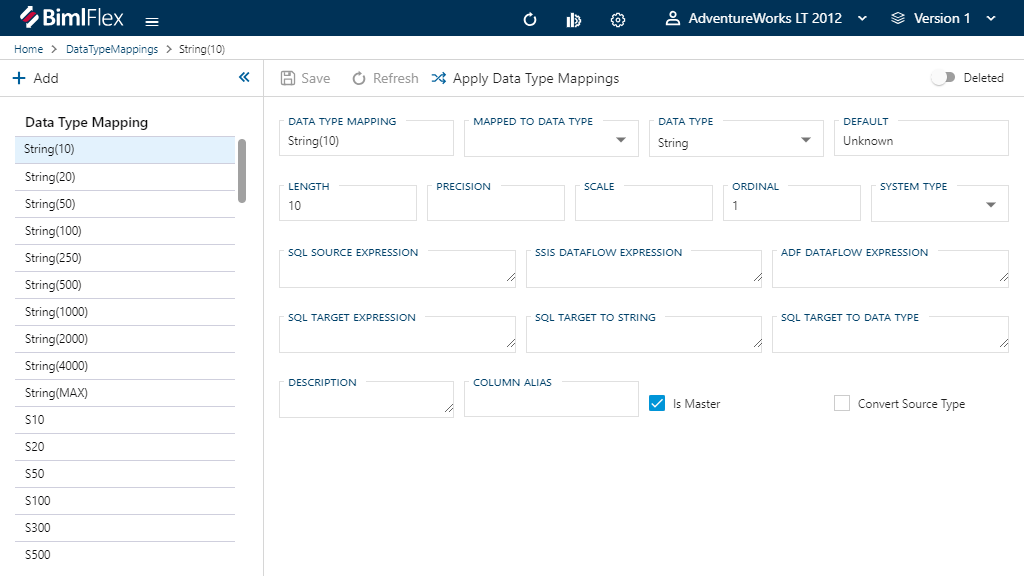 BimlFlex
AdventureWorks LT 2012
Version 1
Home > DataTypeMappings > String(10)
Add
Save
Refresh
Apply Data Type Mappings
Deleted
Data Type Mapping
String(10)
String(20)
String(50)
String(100)
String(250)
String(500)
String(1000)
String(2000)
String(4000)
String(MAX)
S10
S20
S50
S100
S300
S500
DATA TYPE MAPPING
String(10)
MAPPED TO DATA TYPE
DATA TYPE
String
DEFAULT
Unknown
LENGTH
10
PRECISION
SCALE
ORDINAL
1
SYSTEM TYPE
SQL SOURCE EXPRESSION
SSIS DATAFLOW EXPRESSION
ADF DATAFLOW EXPRESSION
SQL TARGET EXPRESSION
SQL TARGET TO STRING
SQL TARGET TO DATA TYPE
DESCRIPTION
COLUMN ALIAS
Is Master
Convert Source Type